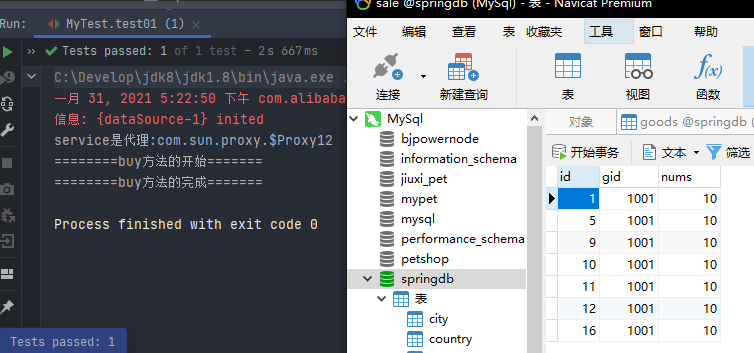 Run:
MyTest.test01 (1)
Tests passed: 1 of 1 test – 2 s 667 ms
C:\Develop\jdk8\jdk1.8\bin\java.exe .
一月 31, 2021 5:22:50 下午 com.alibaba
信息: {dataSource-1} inited
service是代理:com.sun.proxy.$Proxy12
========buy方法的开始=======
========buy方法的完成=======
Process finished with exit code 0
Tests passed: 1
sale @springdb (MySql) - 表 - Navicat Premium
文件 编辑 查看 表 收藏夹 工具 窗口 帮助
连接 新建查询 表 视图 f(x) 函数
MySql
bjpowernode
information_schema
jiuxi_pet
mypet
mysql
performance_schema
petshop
springdb
表
city
country
对象 goods @springdb (
开始事务 文本 筛选
id gid nums
1 1001 10
5 1001 10
9 1001 10
10 1001 10
11 1001 10
12 1001 10
16 1001 10